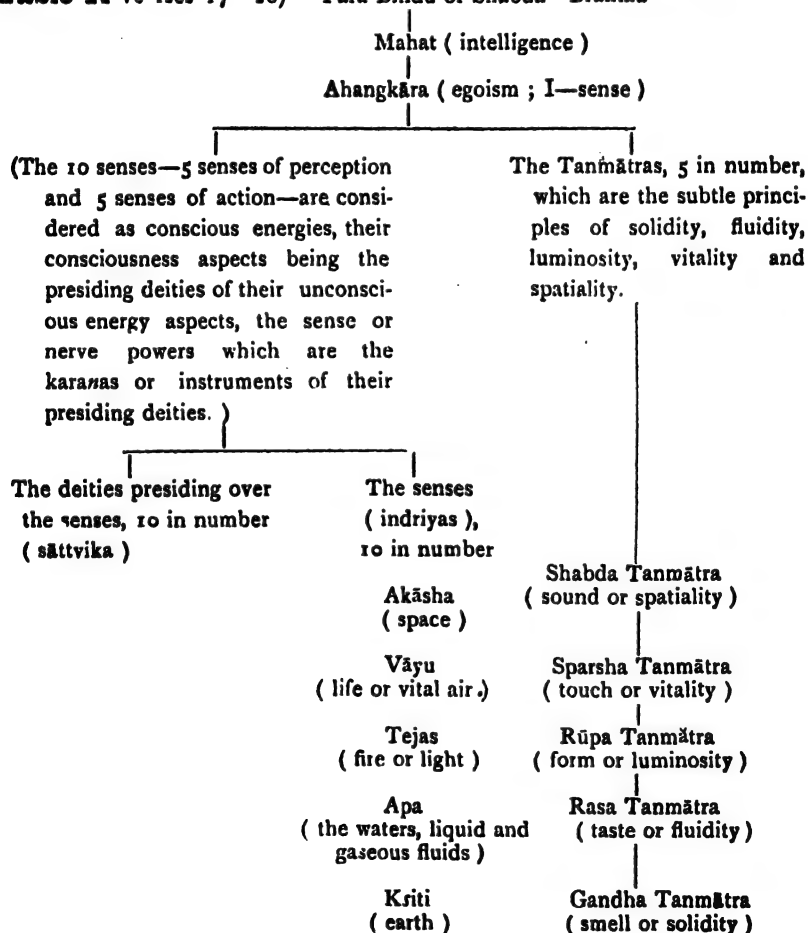 Mahat ( intelligence )
Ahangkāra ( egoism ; I—sense )
(The 10 senses—5 senses of perception
and 5 senses of action—are consi-
dered as conscious energies, their
consciousness aspects being the
presiding deities of their unconsci-
ous energy aspects, the sense or
nerve powers which are the
karanas or instruments of their
presiding deities. )
The Tanmātras, 5 in number,
which are the subtle princi-
ples of solidity, fluidity,
luminosity, vitality and
spatiality.
The deities presiding over
the senses, 10 in number
( sāttvika )
The senses
( indriyas ),
10 in number
Akāsha
( space )
Shabda Tanmātra
( sound or spatiality )
Vāyu
( life or vital air.)
Sparsha Tanmātra
( touch or vitality )
Tejas
( fire or light )
Rūpa Tanmātra
( form or luminosity )
Apa
( the waters, liquid and
gaseous fluids )
Rasa Tanmātra
( taste or fluidity )
Kriti
( earth )
Gandha Tanmātra
( smell or solidity )